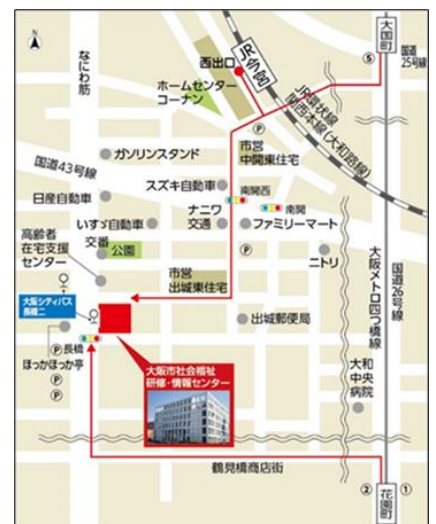 大国町
⑤
国道
25号線
なにわ筋
西出口
JR今宮
ホームセンター
コーナン
JR環状線
関西本線(大和路線)
Ⓟ
ガソリンスタンド
市営
中開東住宅
国道43号線
スズキ自動車
南開西
南開
日産自動車
いすゞ自動車
ナニワ
交通
ファミリーマート
高齢者
在宅支援
センター
交番
公園
Ⓟ
ニトリ
市営
出城東住宅
大阪シティバス
長橋二
出城郵便局
大阪メトロ四つ橋線
国道26号線
Ⓟ長橋
ほっかほっか亭
Ⓟ
Ⓟ
大阪市社会福祉
研修・情報センター
大和
中央
病院
鶴見橋商店街
②
花園町
①